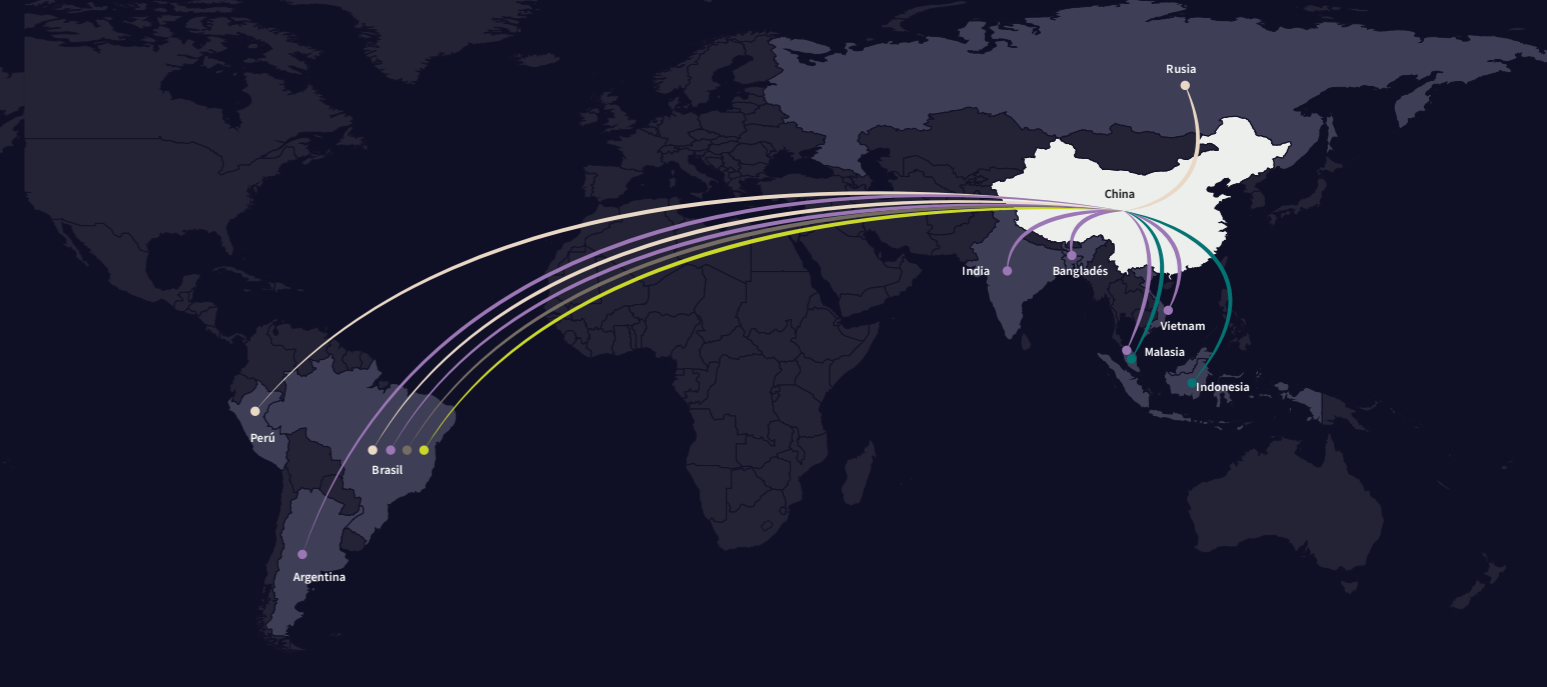 Rusia
China
India
Bangladés
Vietnam
Malasia
Indonesia
Perú
Brasil
Argentina